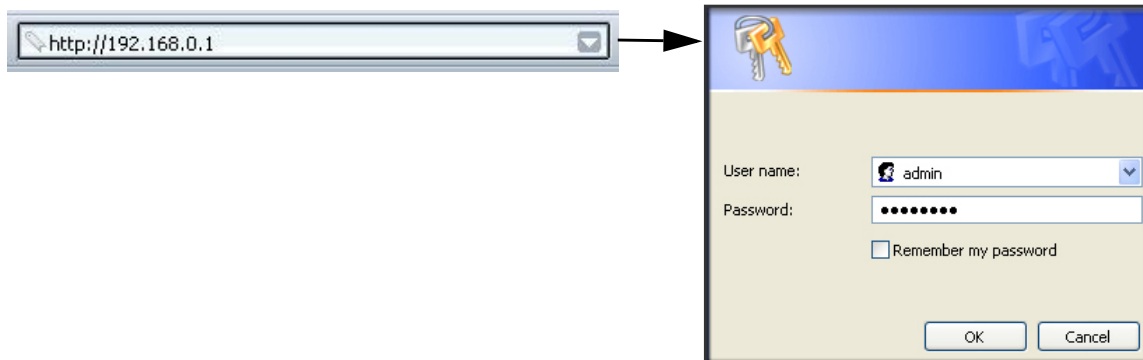 http://192.168.0.1
User name:
admin
Password:
••••••••
Remember my password
OK
Cancel